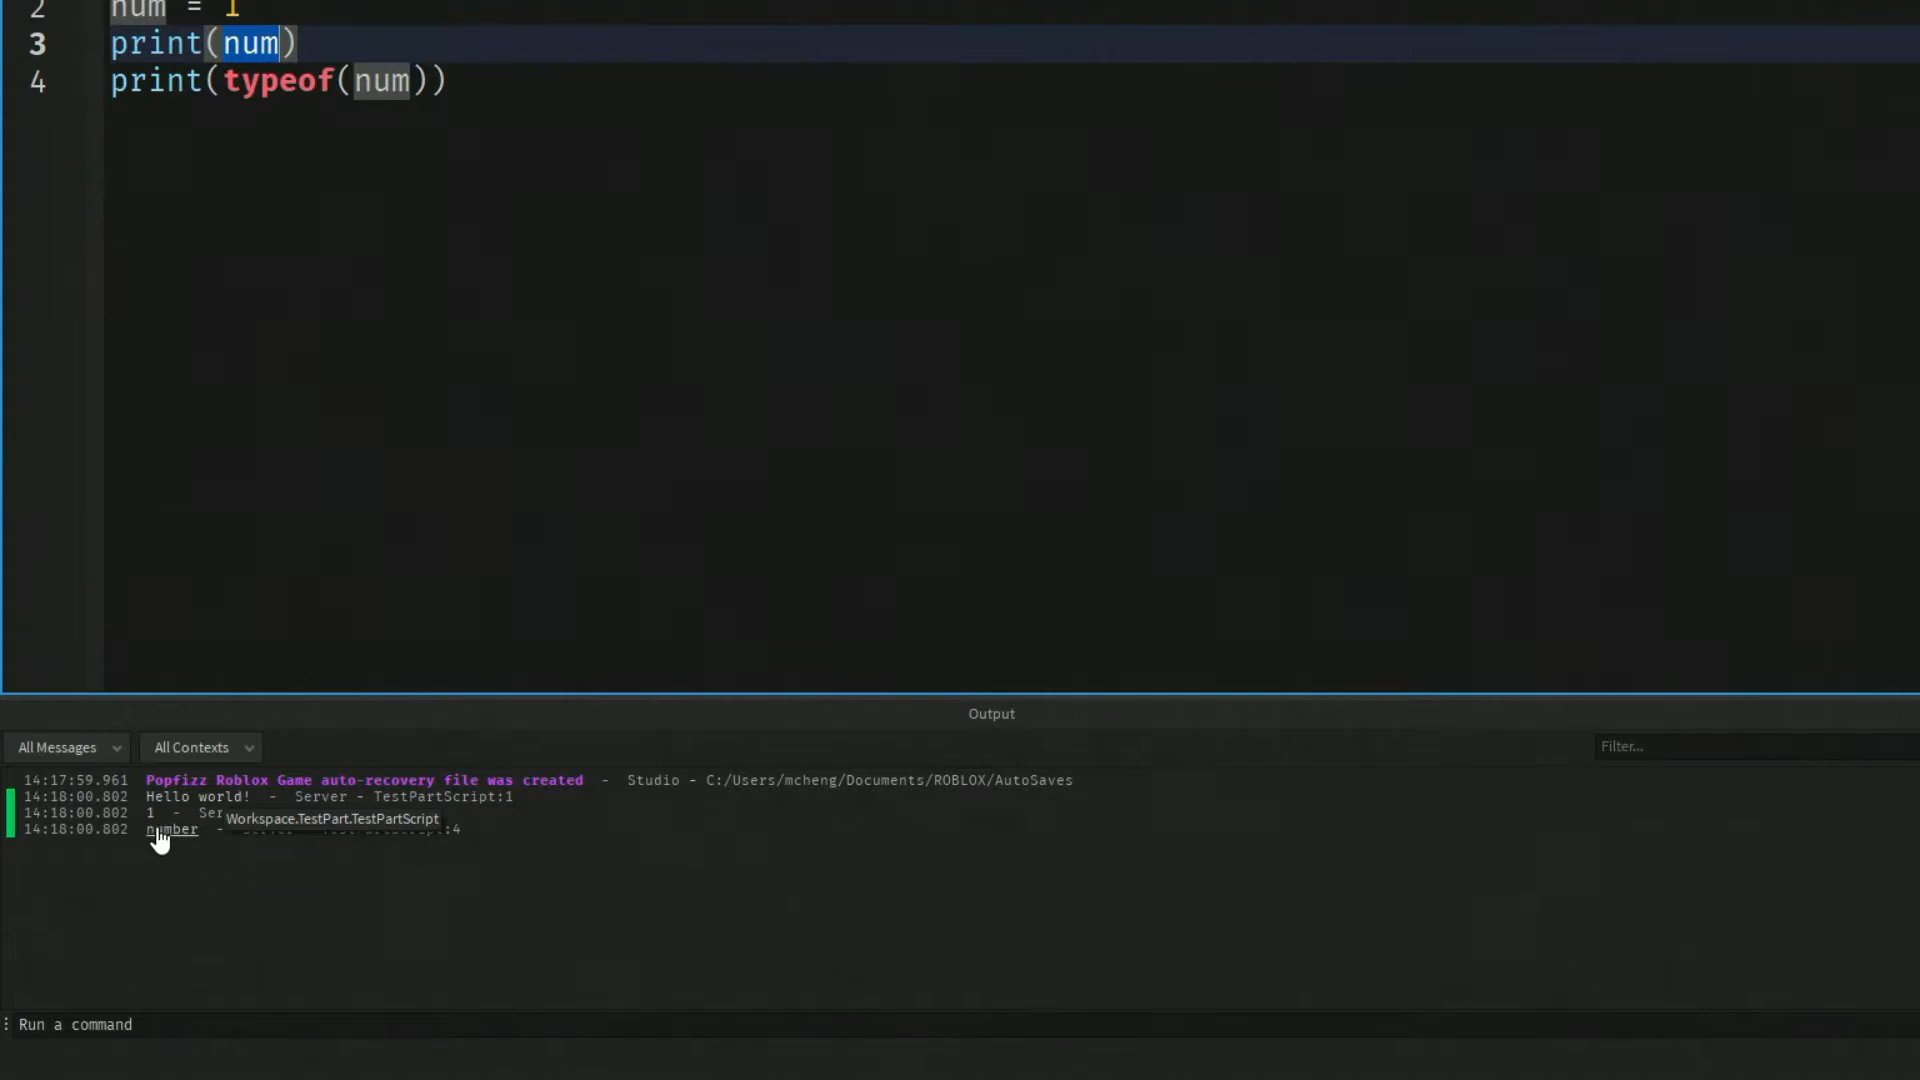 2 num = 1
3 print(num)
4 print(typeof(num))
Output
All Messages All Contexts Filter...
14:17:59.961 Popfizz Roblox Game auto-recovery file was created - Studio - C:/Users/mcheng/Documents/ROBLOX/AutoSaves
14:18:00.802 Hello world! - Server - TestPartScript:1
14:18:00.802 1 - Ser
Workspace.TestPart.TestPartScript
14:18:00.802 number - :4
Run a command